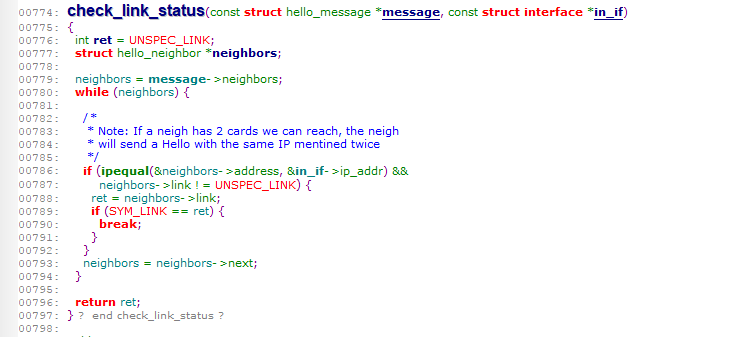 00774: check_link_status(const struct hello_message *message, const struct interface *in_if)
00775: {
00776: int ret = UNSPEC_LINK;
00777: struct hello_neighbor *neighbors;
00778:
00779: neighbors = message->neighbors;
00780: while (neighbors) {
00781:
00782: /*
00783: * Note: If a neigh has 2 cards we can reach, the neigh
00784: * will send a Hello with the same IP mentined twice
00785: */
00786: if (ipequal(&neighbors->address, &in_if->ip_addr) &&
00787: neighbors->link != UNSPEC_LINK) {
00788: ret = neighbors->link;
00789: if (SYM_LINK == ret) {
00790: break;
00791: }
00792: }
00793: neighbors = neighbors->next;
00794: }
00795:
00796: return ret;
00797: } ? end check_link_status ?
00798: